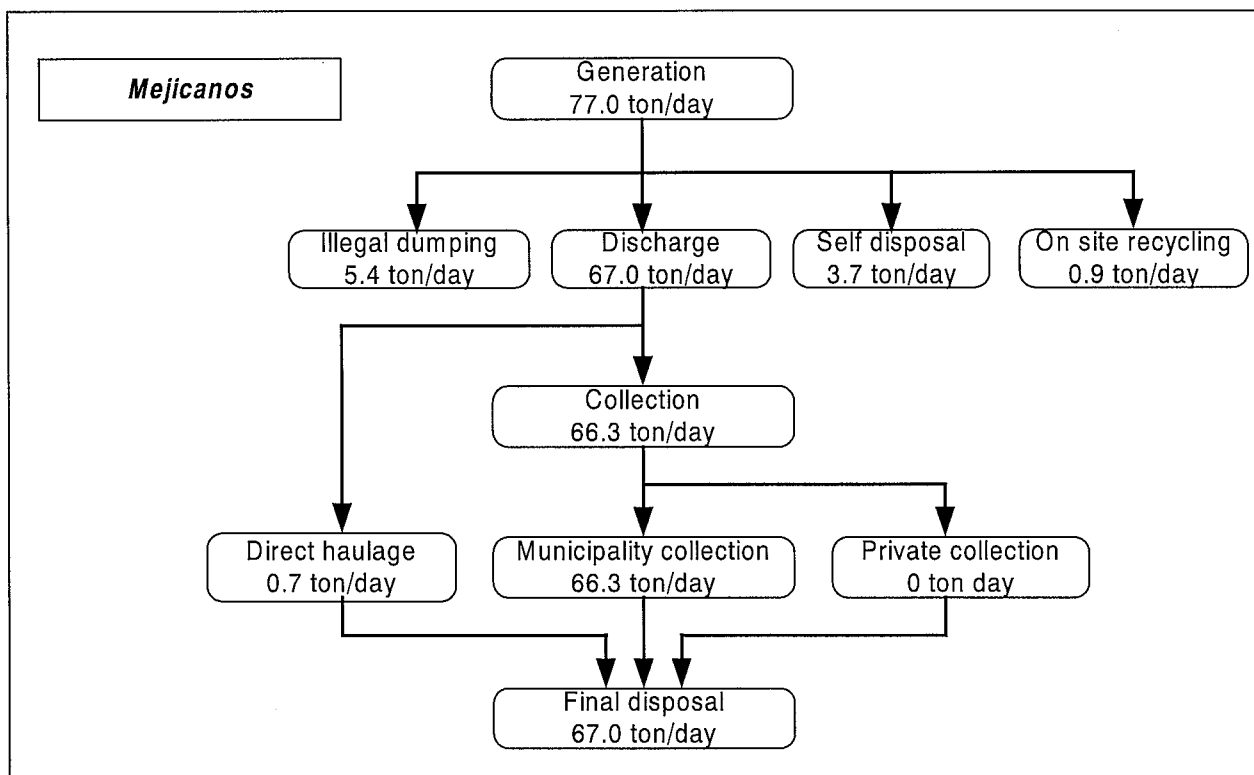 Mejicanos
Generation
77.0 ton/day
Illegal dumping
5.4 ton/day
Discharge
67.0 ton/day
Self disposal
3.7 ton/day
On site recycling
0.9 ton/day
Collection
66.3 ton/day
Direct haulage
0.7 ton/day
Municipality collection
66.3 ton/day
Private collection
0 ton day
Final disposal
67.0 ton/day